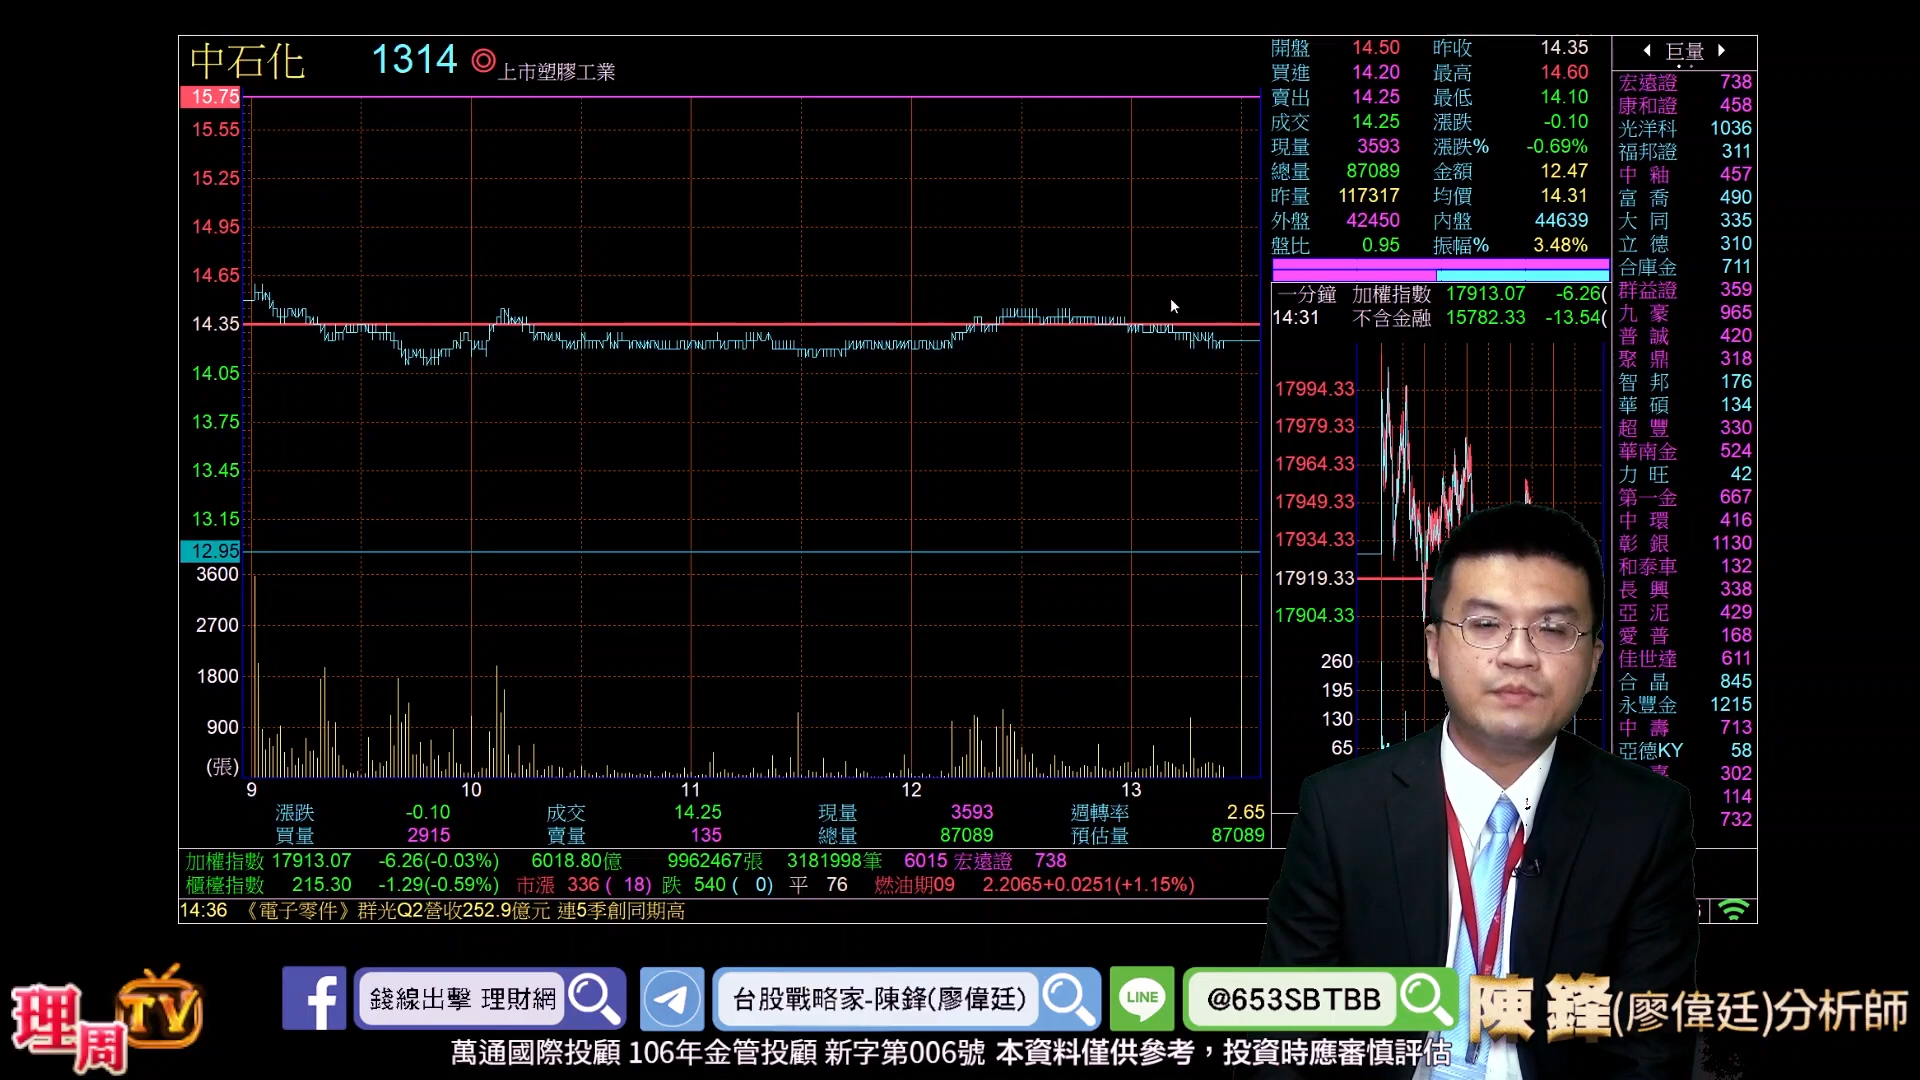 中石化 1314 ◎上市塑膠工業
15.75
15.55
15.25
14.95
14.65
14.35
14.05
13.75
13.45
13.15
12.95
3600
2700
1800
900
(張)
9 10 11 12 13
開盤 14.50 昨收 14.35
買進 14.20 最高 14.60
賣出 14.25 最低 14.10
成交 14.25 漲跌 -0.10
現量 3593 漲跌% -0.69%
總量 87089 金額 12.47
昨量 117317 均價 14.31
外盤 42450 內盤 44639
盤比 0.95 振幅% 3.48%
一分鐘 加權指數 17913.07 -6.26(
14:31 不含金融 15782.33 -13.54(
17994.33
17979.33
17964.33
17949.33
17934.33
17919.33
17904.33
260
195
130
65
巨量
宏遠證 738
康和證 458
光洋科 1036
福邦證 311
中釉 457
富喬 490
大同 335
立德 310
合庫金 711
群益證 359
九豪 965
普誠 420
聚鼎 318
智邦 176
華碩 134
超豐 330
華南金 524
力旺 42
第一金 667
中環 416
彰銀 1130
和泰車 132
長興 338
亞泥 429
愛普 168
佳世達 611
合晶 845
永豐金 1215
中壽 713
亞德KY 58
302
114
732
漲跌 -0.10 成交 14.25 現量 3593 週轉率 2.65
買量 2915 賣量 135 總量 87089 預估量 87089
加權指數 17913.07 -6.26(-0.03%) 6018.80億 9962467張 3181998筆 6015 宏遠證 738
櫃檯指數 215.30 -1.29(-0.59%) 市漲 336 ( 18) 跌 540 ( 0) 平 76 燃油期09 2.2065+0.0251(+1.15%)
14:36 《電子零件》群光Q2營收252.9億元 連5季創同期高
理周TV
錢線出擊 理財網
台股戰略家-陳鋒(廖偉廷)
LINE
@653SBTBB
陳鋒(廖偉廷)分析師
萬通國際投顧 106年金管投顧 新字第006號 本資料僅供參考，投資時應審慎評估